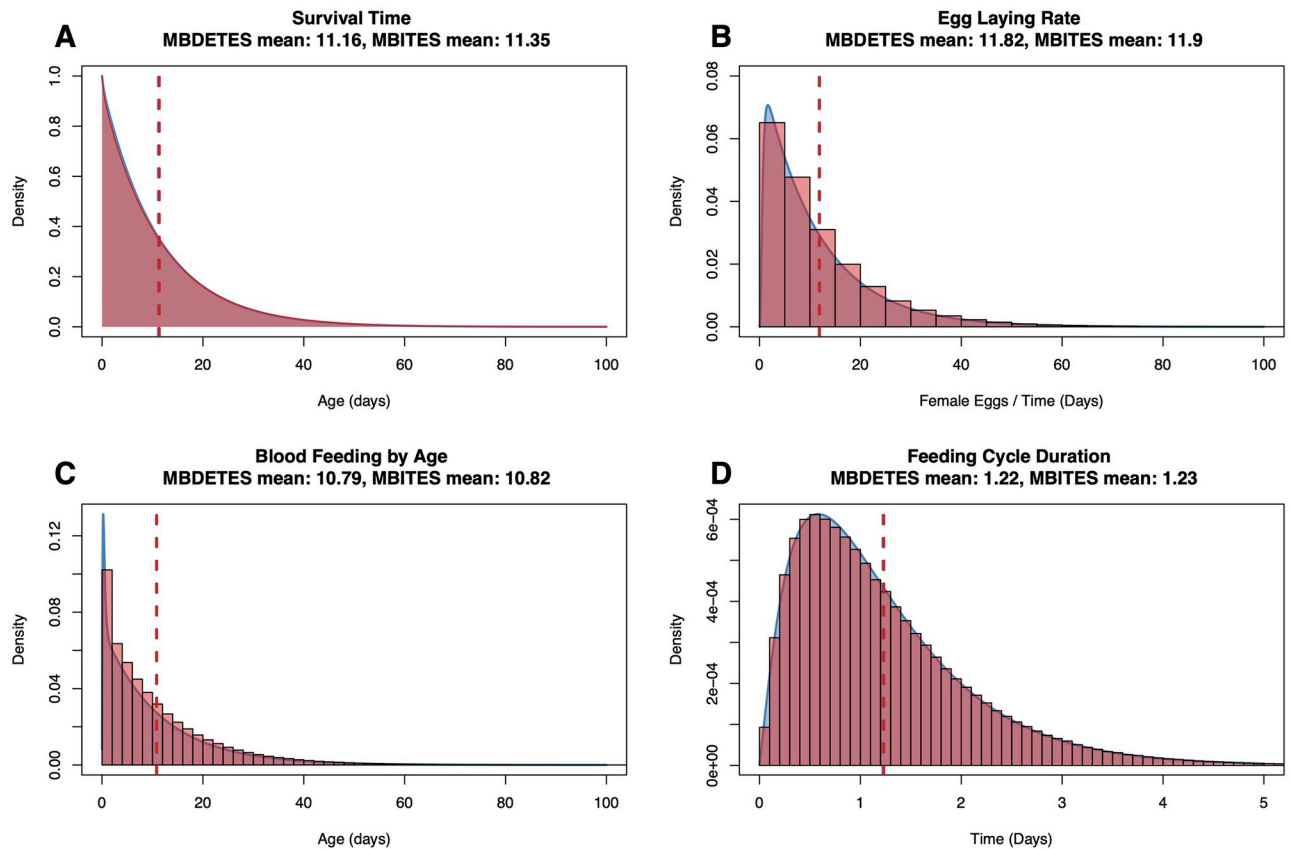 A
Survival Time
MBDETES mean: 11.16, MBITES mean: 11.35
Density
1.0
0.8
0.6
0.4
0.2
0.0
0 20 40 60 80 100
Age (days)
B
Egg Laying Rate
MBDETES mean: 11.82, MBITES mean: 11.9
Density
0.08
0.06
0.04
0.02
0.00
0 20 40 60 80 100
Female Eggs / Time (Days)
C
Blood Feeding by Age
MBDETES mean: 10.79, MBITES mean: 10.82
Density
0.12
0.08
0.04
0.00
0 20 40 60 80 100
Age (days)
D
Feeding Cycle Duration
MBDETES mean: 1.22, MBITES mean: 1.23
Density
6e−04
4e−04
2e−04
0e+00
0 1 2 3 4 5
Time (Days)